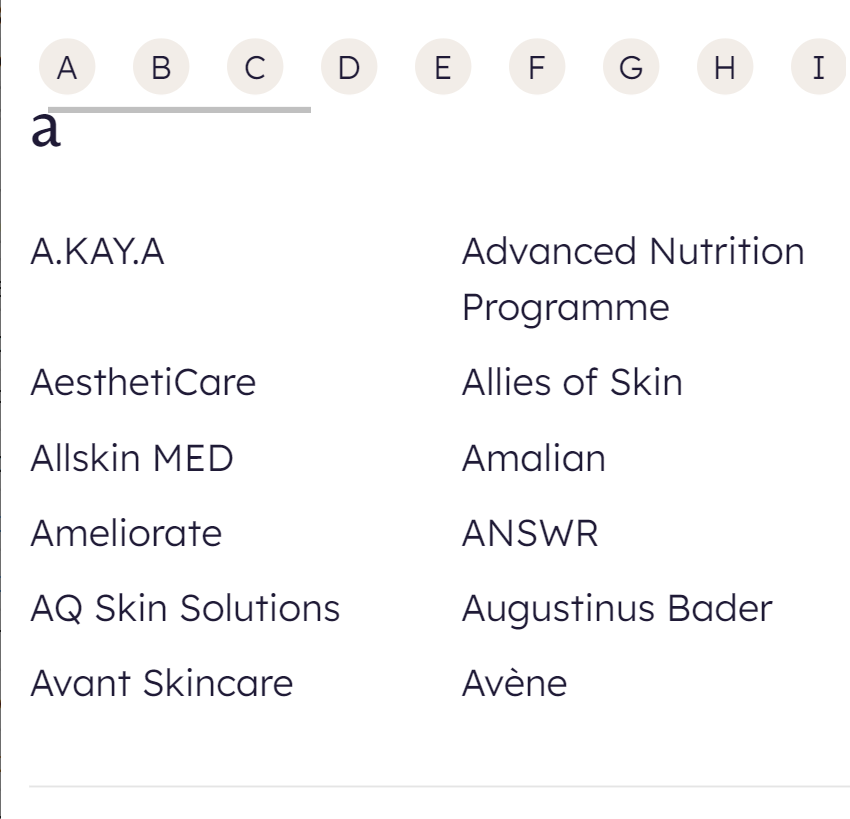 A B C D E F G H I
a
A.KAY.A
Advanced Nutrition
Programme
AesthetiCare
Allies of Skin
Allskin MED
Amalian
Ameliorate
ANSWR
AQ Skin Solutions
Augustinus Bader
Avant Skincare
Avène